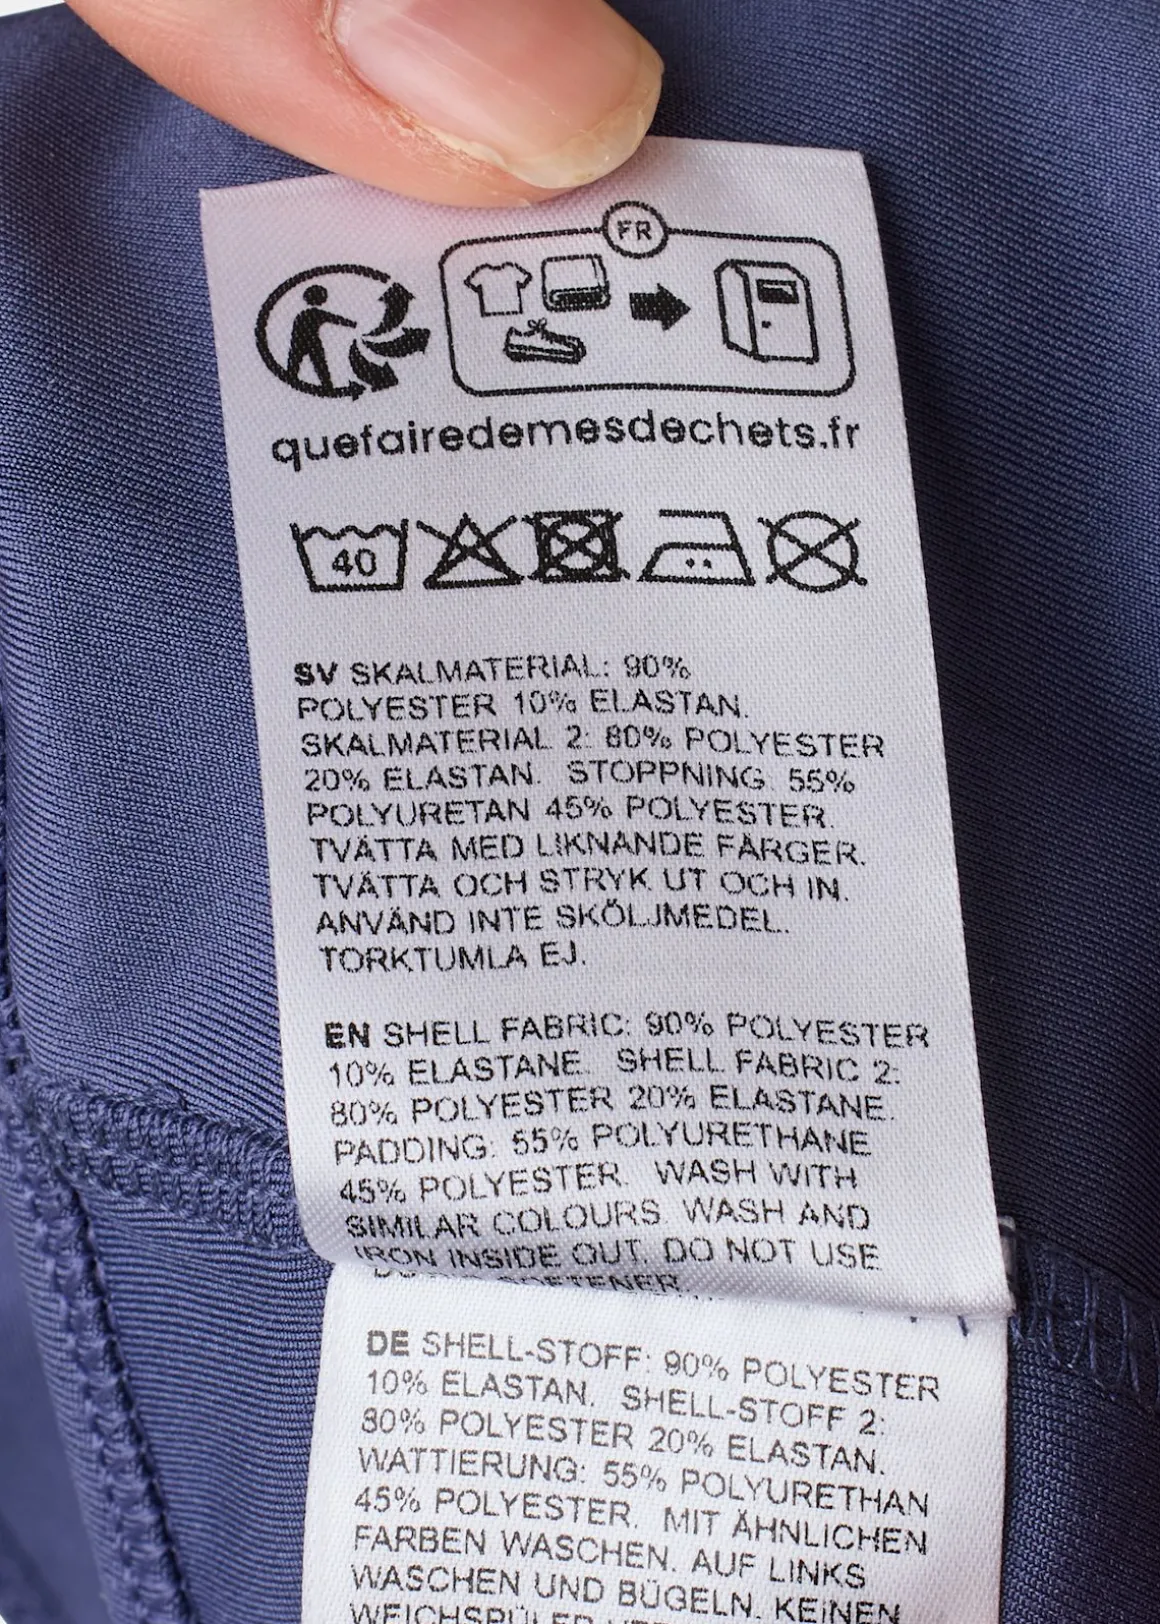 FR
quefairedemesdechets.fr
40
SV SKALMATERIAL: 90%
POLYESTER 10% ELASTAN.
SKALMATERIAL 2: 80% POLYESTER
20% ELASTAN. STOPPNING: 55%
POLYURETAN 45% POLYESTER.
TVÄTTA MED LIKNANDE FÄRGER.
TVÄTTA OCH STRYK UT OCH IN.
ANVÄND INTE SKÖLJMEDEL.
TORKTUMLA EJ.
EN SHELL FABRIC: 90% POLYESTER
10% ELASTANE. SHELL FABRIC 2:
80% POLYESTER 20% ELASTANE.
PADDING: 55% POLYURETHANE
45% POLYESTER. WASH WITH
SIMILAR COLOURS. WASH AND
IRON INSIDE OUT. DO NOT USE
SOFTENER.
DE SHELL-STOFF: 90% POLYESTER
10% ELASTAN. SHELL-STOFF 2:
80% POLYESTER 20% ELASTAN.
WATTIERUNG: 55% POLYURETHAN
45% POLYESTER. MIT ÄHNLICHEN
FARBEN WASCHEN. AUF LINKS
WASCHEN UND BÜGELN. KEINEN
WEICHSPÜLER